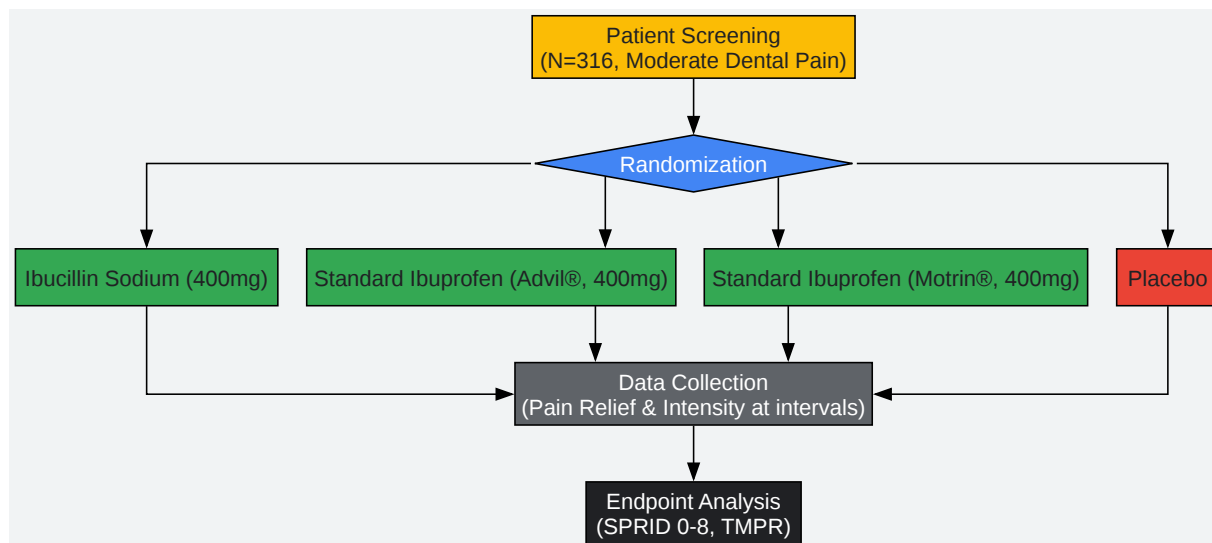 Patient Screening
(N=316, Moderate Dental Pain)
Randomization
Ibucillin Sodium (400mg)
Standard Ibuprofen (Advil®, 400mg)
Standard Ibuprofen (Motrin®, 400mg)
Placebo
Data Collection
(Pain Relief & Intensity at intervals)
Endpoint Analysis
(SPRID 0-8, TMPR)